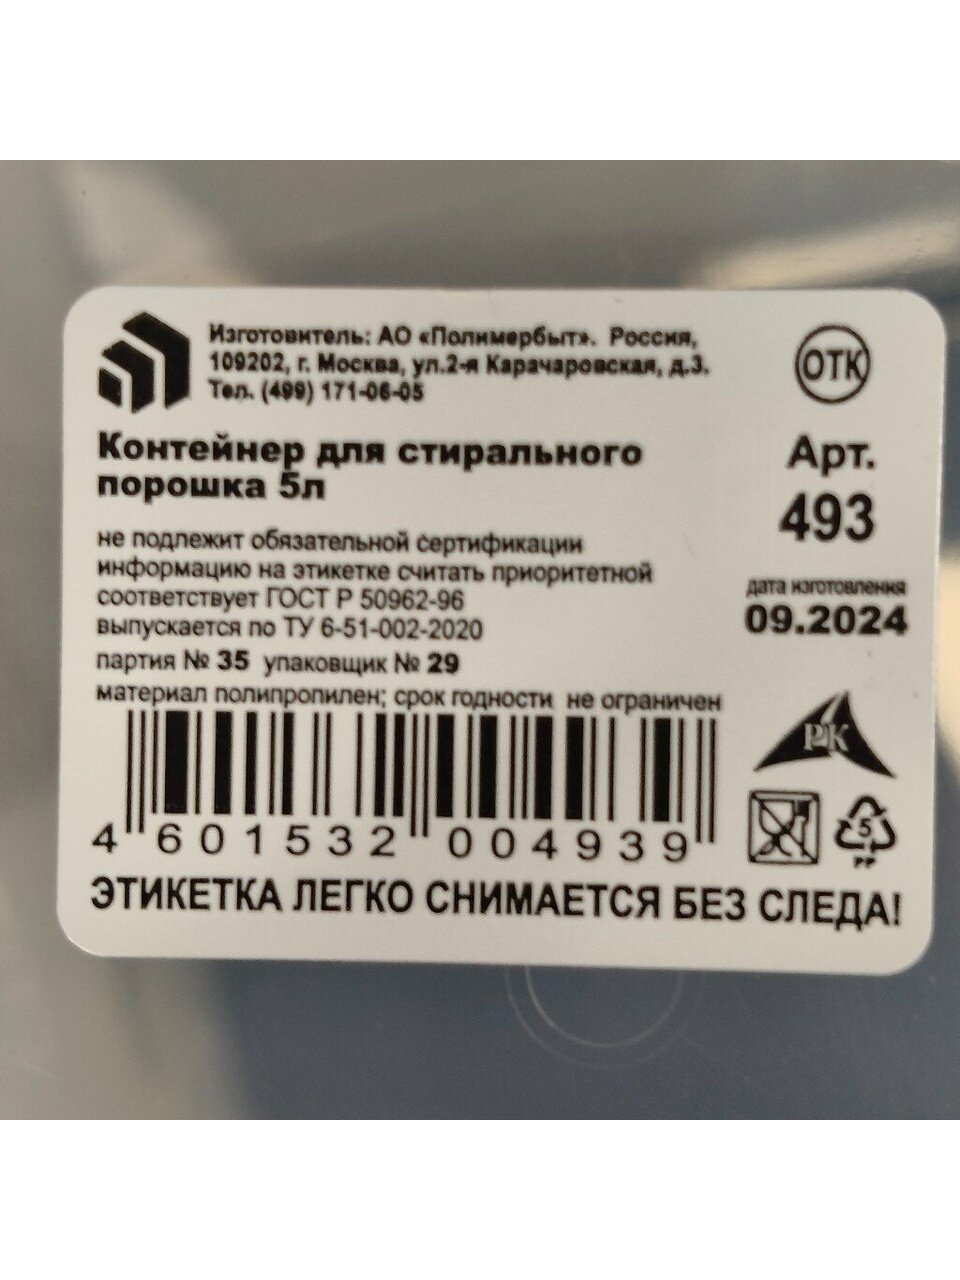 Изготовитель: АО «Полимербыт». Россия,
109202, г. Москва, ул.2-я Карачаровская, д.3.
Тел. (499) 171-06-05
ОТК
Контейнер для стирального
порошка 5л
Арт.
493
не подлежит обязательной сертификации
информацию на этикетке считать приоритетной
соответствует ГОСТ Р 50962-96
выпускается по ТУ 6-51-002-2020
дата изготовления
09.2024
партия № 35 упаковщик № 29
материал полипропилен; срок годности не ограничен
РК
4 601532 004939
5
PP
ЭТИКЕТКА ЛЕГКО СНИМАЕТСЯ БЕЗ СЛЕДА!